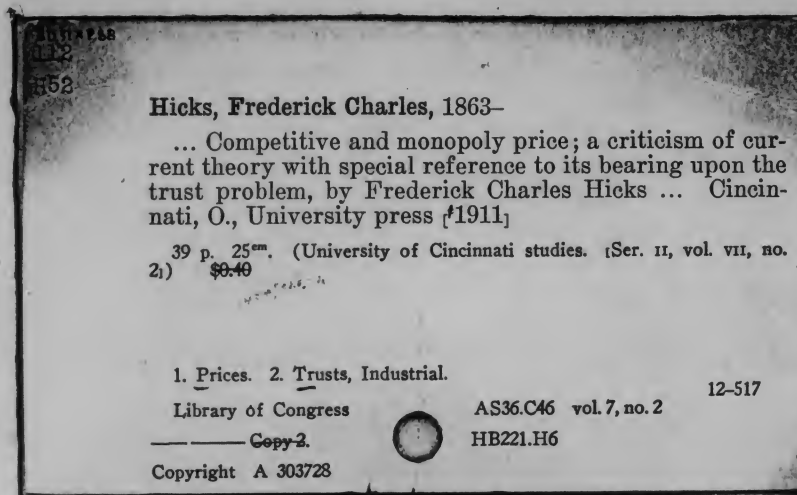 H52
Hicks, Frederick Charles, 1863–
... Competitive and monopoly price; a criticism of cur-
rent theory with special reference to its bearing upon the
trust problem, by Frederick Charles Hicks ... Cincin-
nati, O., University press [1911]
39 p. 25ᶜᵐ. (University of Cincinnati studies. [Ser. II, vol. VII, no.
2]) $0.40
1. Prices. 2. Trusts, Industrial.
12–517
Library of Congress AS36.C46 vol. 7, no. 2
—— —— Copy 2. HB221.H6
Copyright A 303728